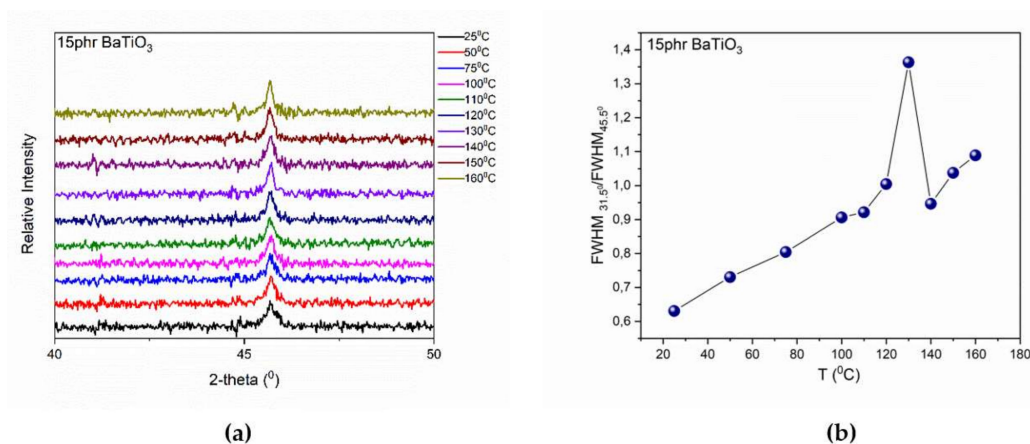 15phr BaTiO₃
25⁰C
50⁰C
75⁰C
100⁰C
110⁰C
120⁰C
130⁰C
140⁰C
150⁰C
160⁰C
Relative Intensity
40
45
50
2-theta (⁰)
(a)
15phr BaTiO₃
1,4
1,3
1,2
1,1
1,0
0,9
0,8
0,7
0,6
FWHM 31.5⁰/FWHM45.5⁰
20
40
60
80
100
120
140
160
180
T (⁰C)
(b)